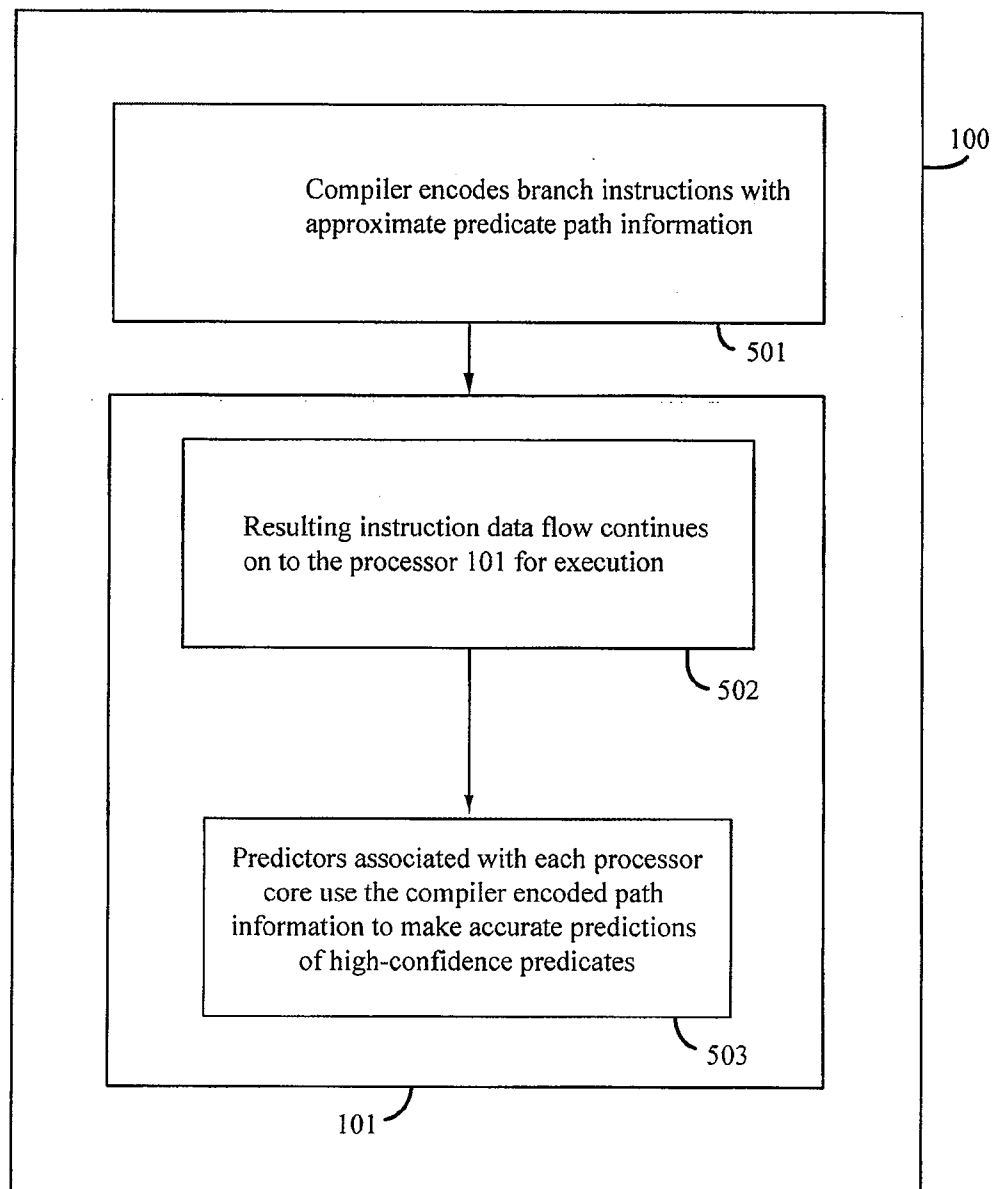 100
Compiler encodes branch instructions with
approximate predicate path information
501
Resulting instruction data flow continues
on to the processor 101 for execution
502
Predictors associated with each processor
core use the compiler encoded path
information to make accurate predictions
of high-confidence predicates
503
101